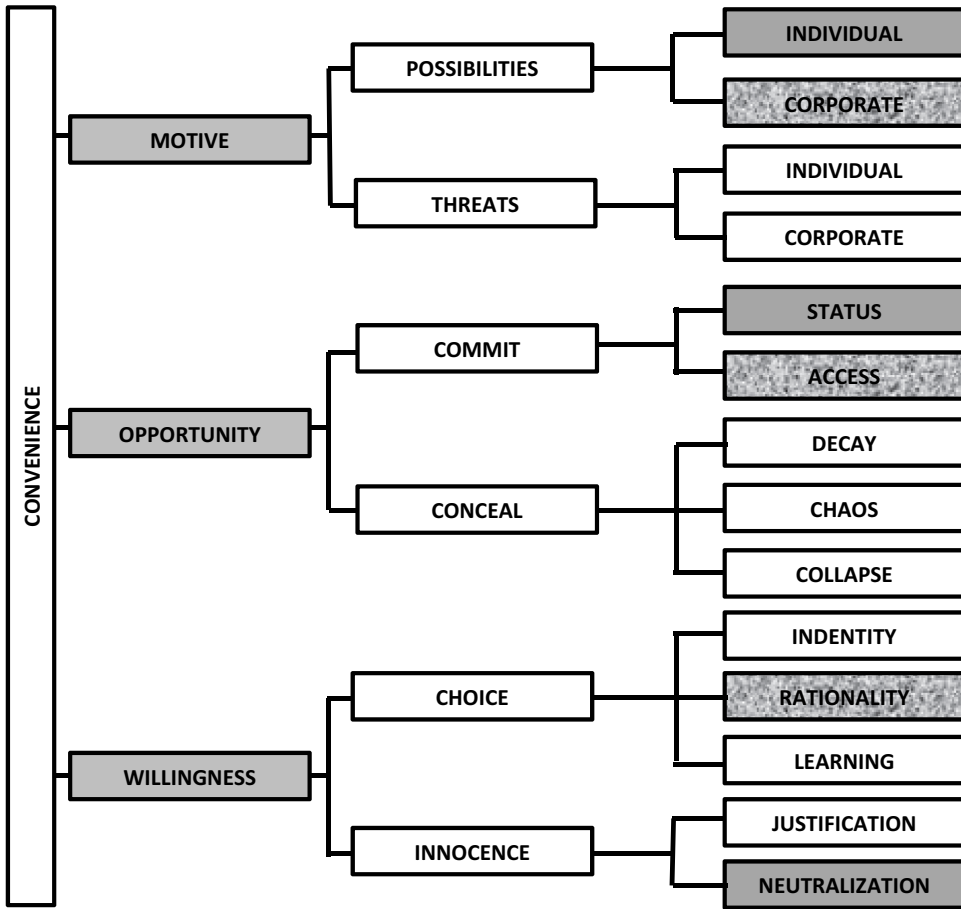 CONVENIENCE
MOTIVE
POSSIBILITIES
INDIVIDUAL
CORPORATE
THREATS
INDIVIDUAL
CORPORATE
OPPORTUNITY
COMMIT
STATUS
ACCESS
CONCEAL
DECAY
CHAOS
COLLAPSE
WILLINGNESS
CHOICE
INDENTITY
RATIONALITY
LEARNING
INNOCENCE
JUSTIFICATION
NEUTRALIZATION